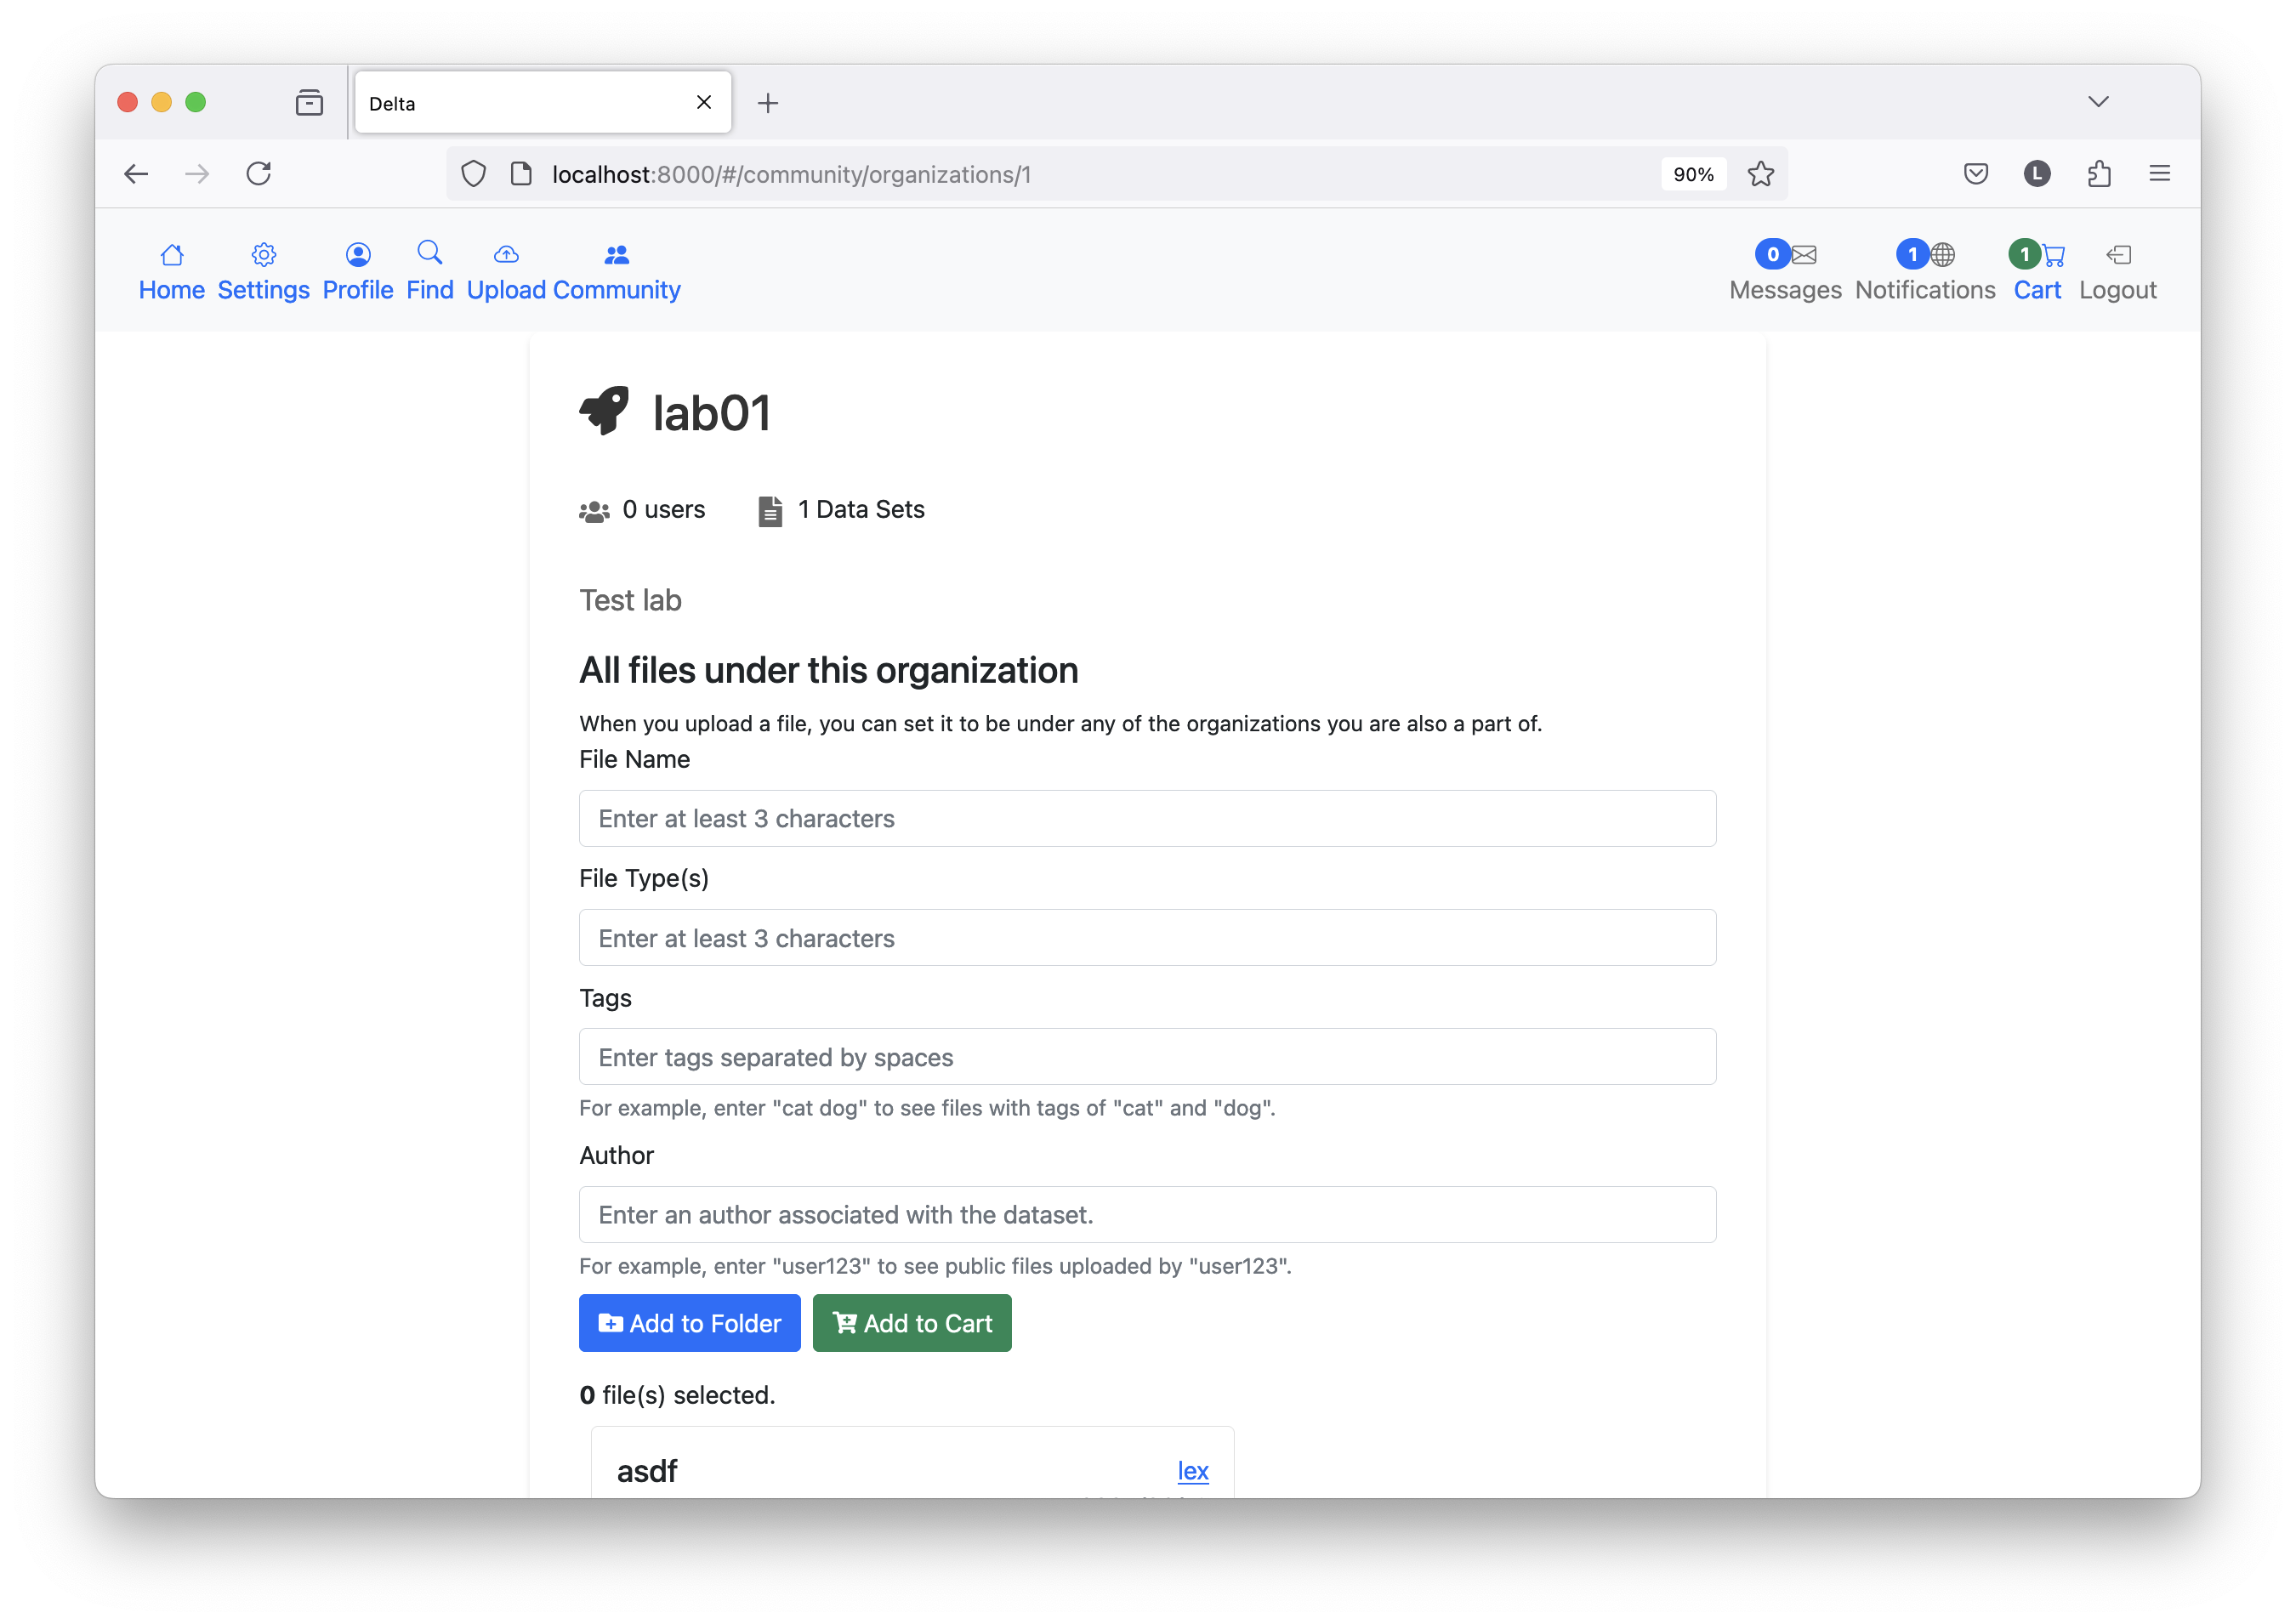 Delta
localhost:8000/#/community/organizations/1
90%
L
Home Settings Profile Find Upload Community
0 1 1
Messages Notifications Cart Logout
lab01
0 users 1 Data Sets
Test lab
All files under this organization
When you upload a file, you can set it to be under any of the organizations you are also a part of.
File Name
Enter at least 3 characters
File Type(s)
Enter at least 3 characters
Tags
Enter tags separated by spaces
For example, enter "cat dog" to see files with tags of "cat" and "dog".
Author
Enter an author associated with the dataset.
For example, enter "user123" to see public files uploaded by "user123".
Add to Folder Add to Cart
0 file(s) selected.
asdf lex